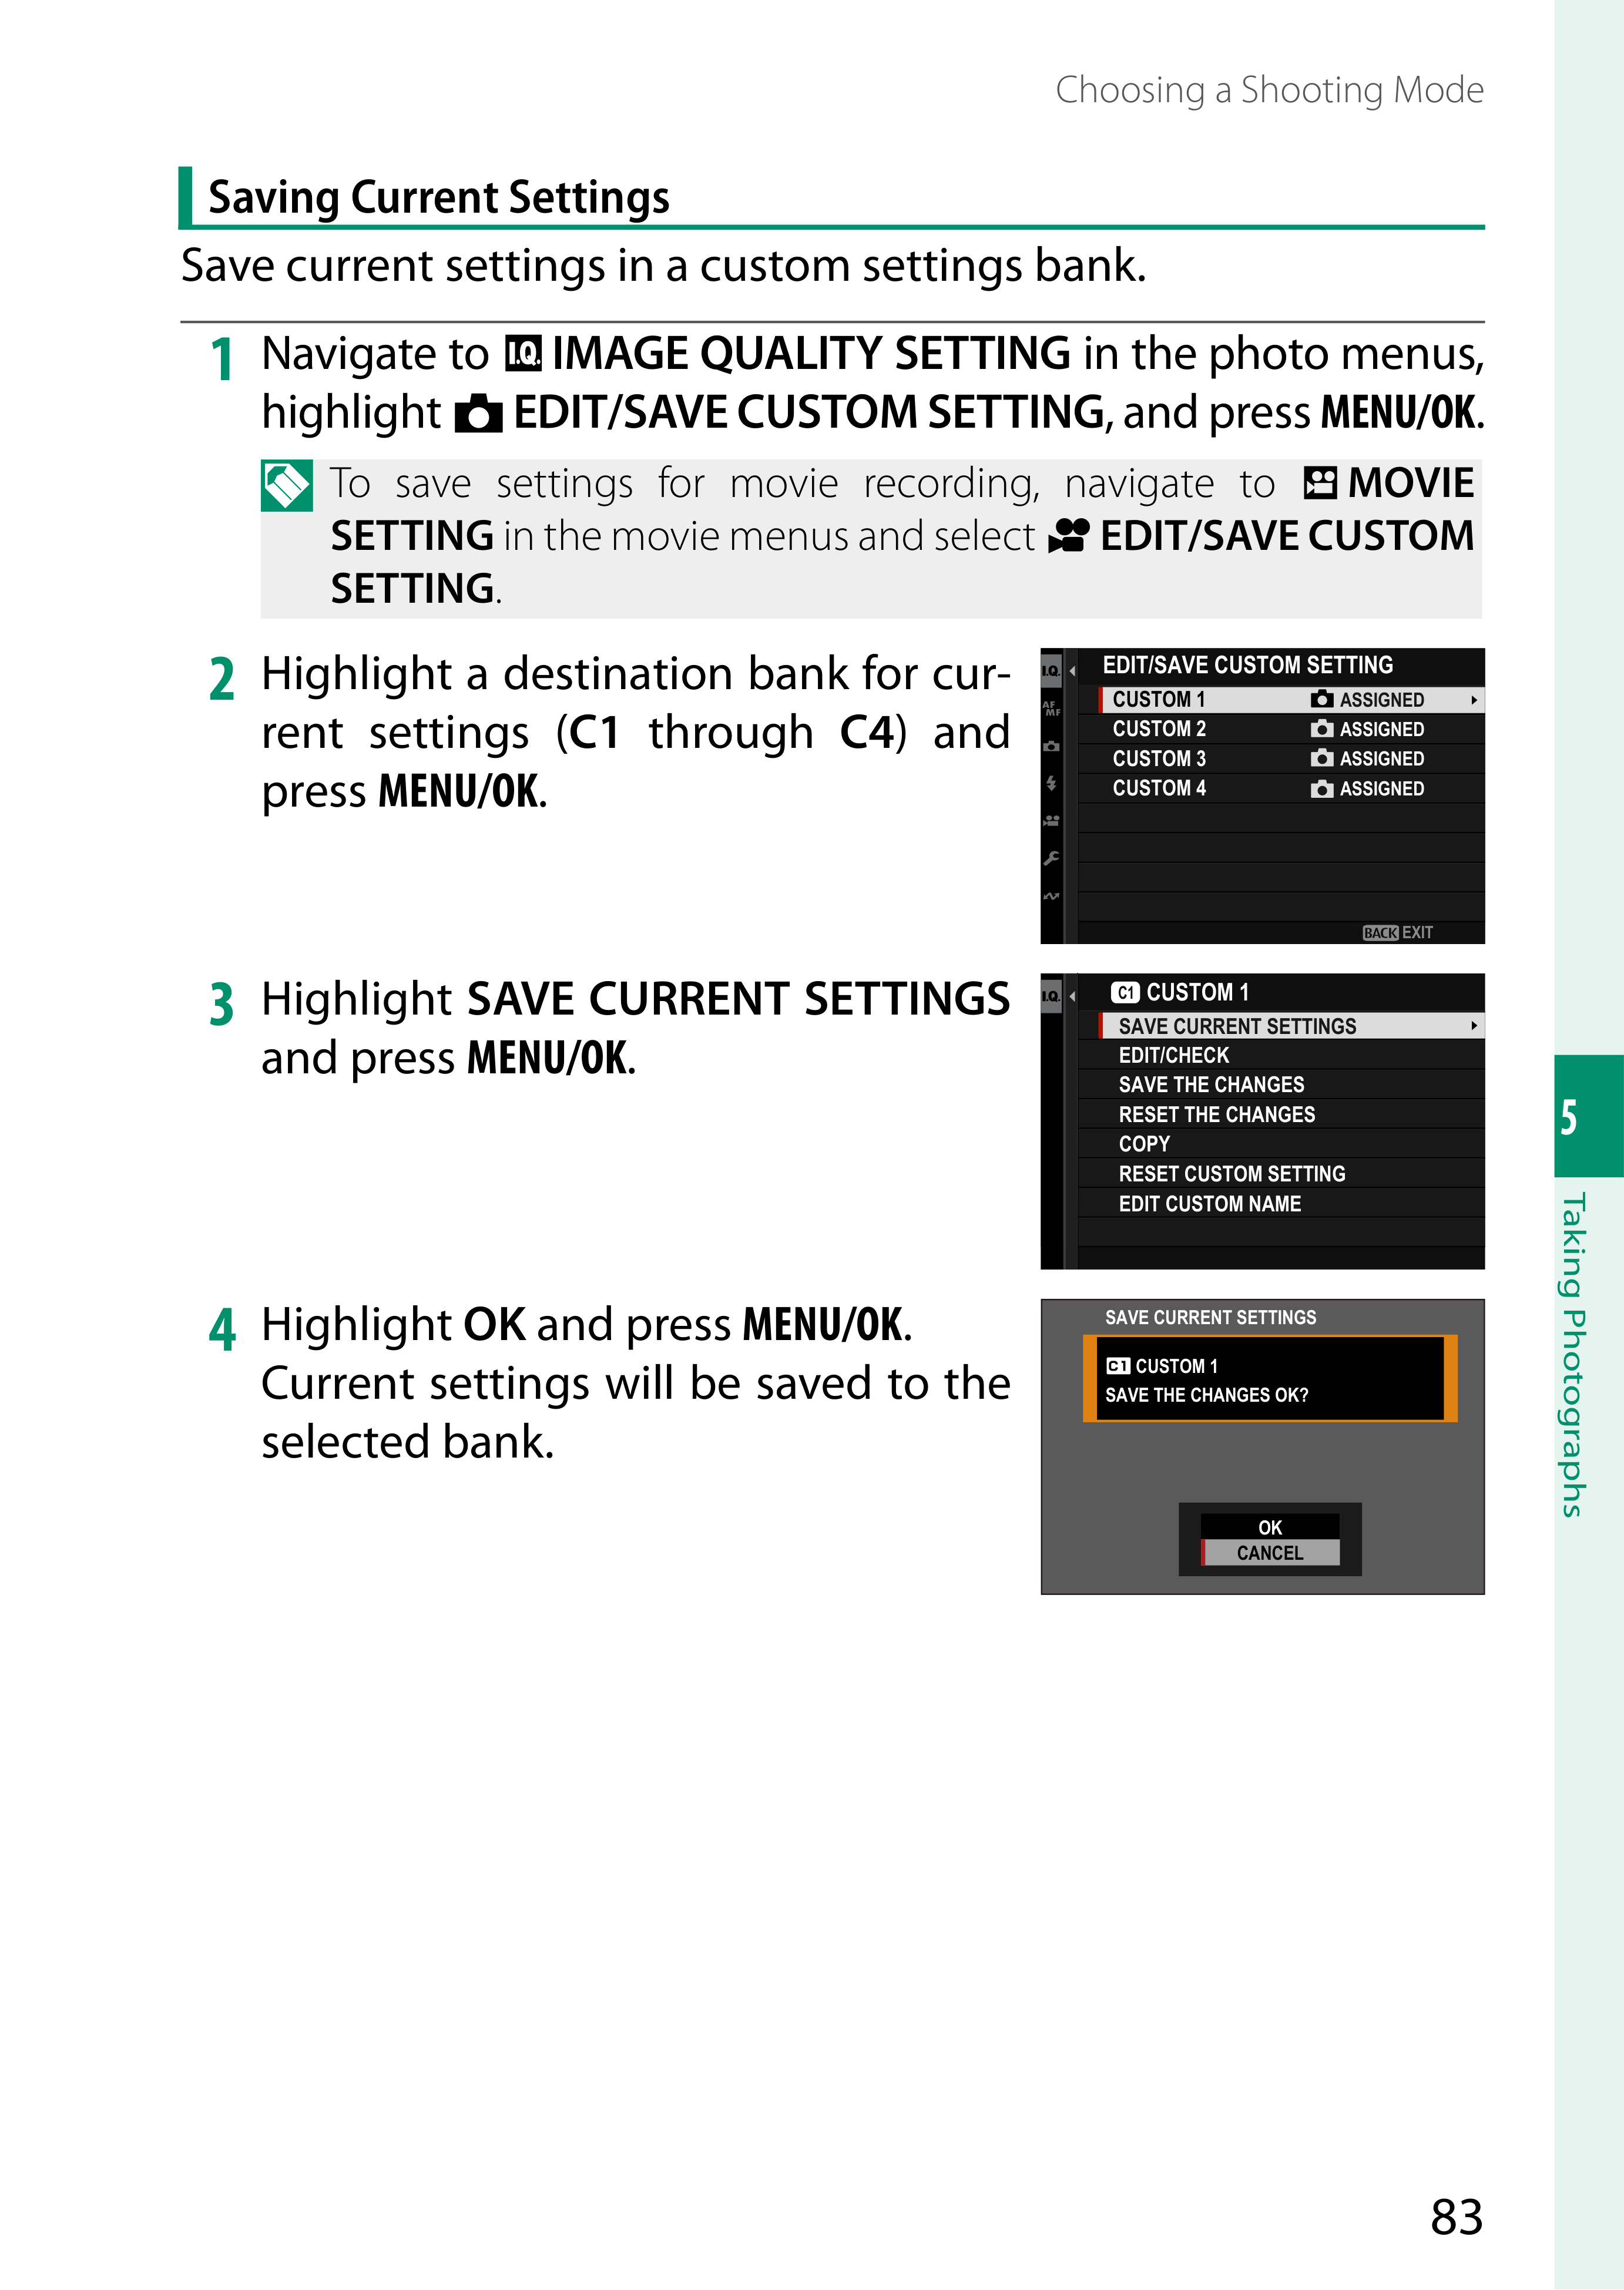 Choosing a Shooting Mode
Saving Current Settings
Save current settings in a custom settings bank.
1 Navigate to I.Q. IMAGE QUALITY SETTING in the photo menus,
highlight EDIT/SAVE CUSTOM SETTING, and press MENU/OK.
To save settings for movie recording, navigate to MOVIE
SETTING in the movie menus and select EDIT/SAVE CUSTOM
SETTING.
2 Highlight a destination bank for cur-
rent settings (C1 through C4) and
press MENU/OK.
I.Q.
AF
MF
EDIT/SAVE CUSTOM SETTING
CUSTOM 1 ASSIGNED
CUSTOM 2 ASSIGNED
CUSTOM 3 ASSIGNED
CUSTOM 4 ASSIGNED
BACK EXIT
3 Highlight SAVE CURRENT SETTINGS
and press MENU/OK.
I.Q.
C1 CUSTOM 1
SAVE CURRENT SETTINGS
EDIT/CHECK
SAVE THE CHANGES
RESET THE CHANGES
COPY
RESET CUSTOM SETTING
EDIT CUSTOM NAME
4 Highlight OK and press MENU/OK.
Current settings will be saved to the
selected bank.
SAVE CURRENT SETTINGS
C1 CUSTOM 1
SAVE THE CHANGES OK?
OK
CANCEL
5
Taking Photographs
83